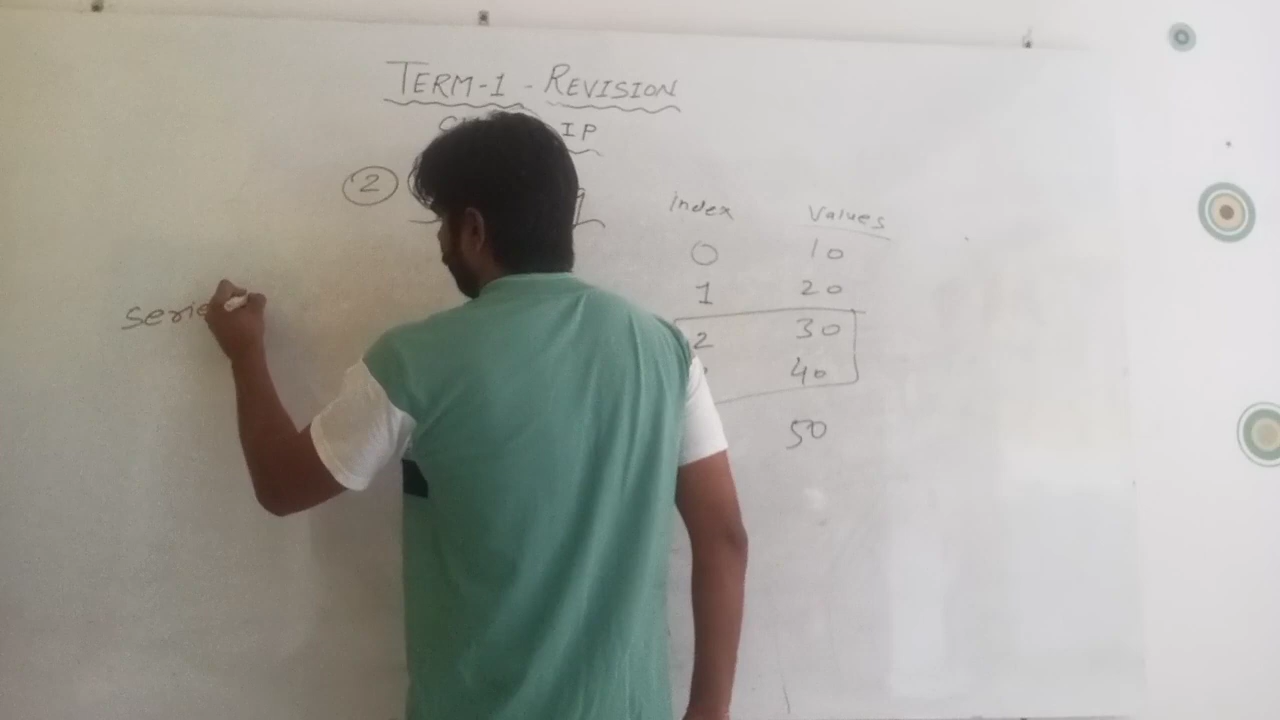 TERM-1 - REVISION
IP
2
Index Values
0 10
1 20
2 30
40
50
serie